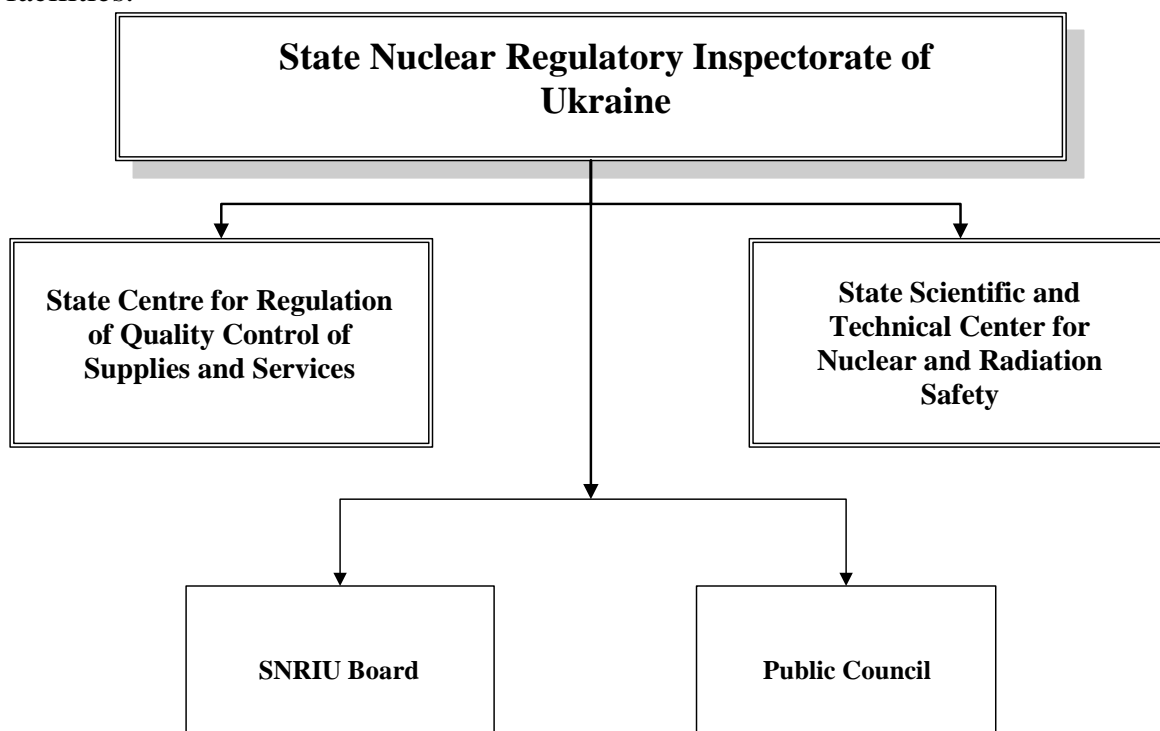 facilities.
State Nuclear Regulatory Inspectorate of
Ukraine
State Centre for Regulation
of Quality Control of
Supplies and Services
State Scientific and
Technical Center for
Nuclear and Radiation
Safety
SNRIU Board
Public Council